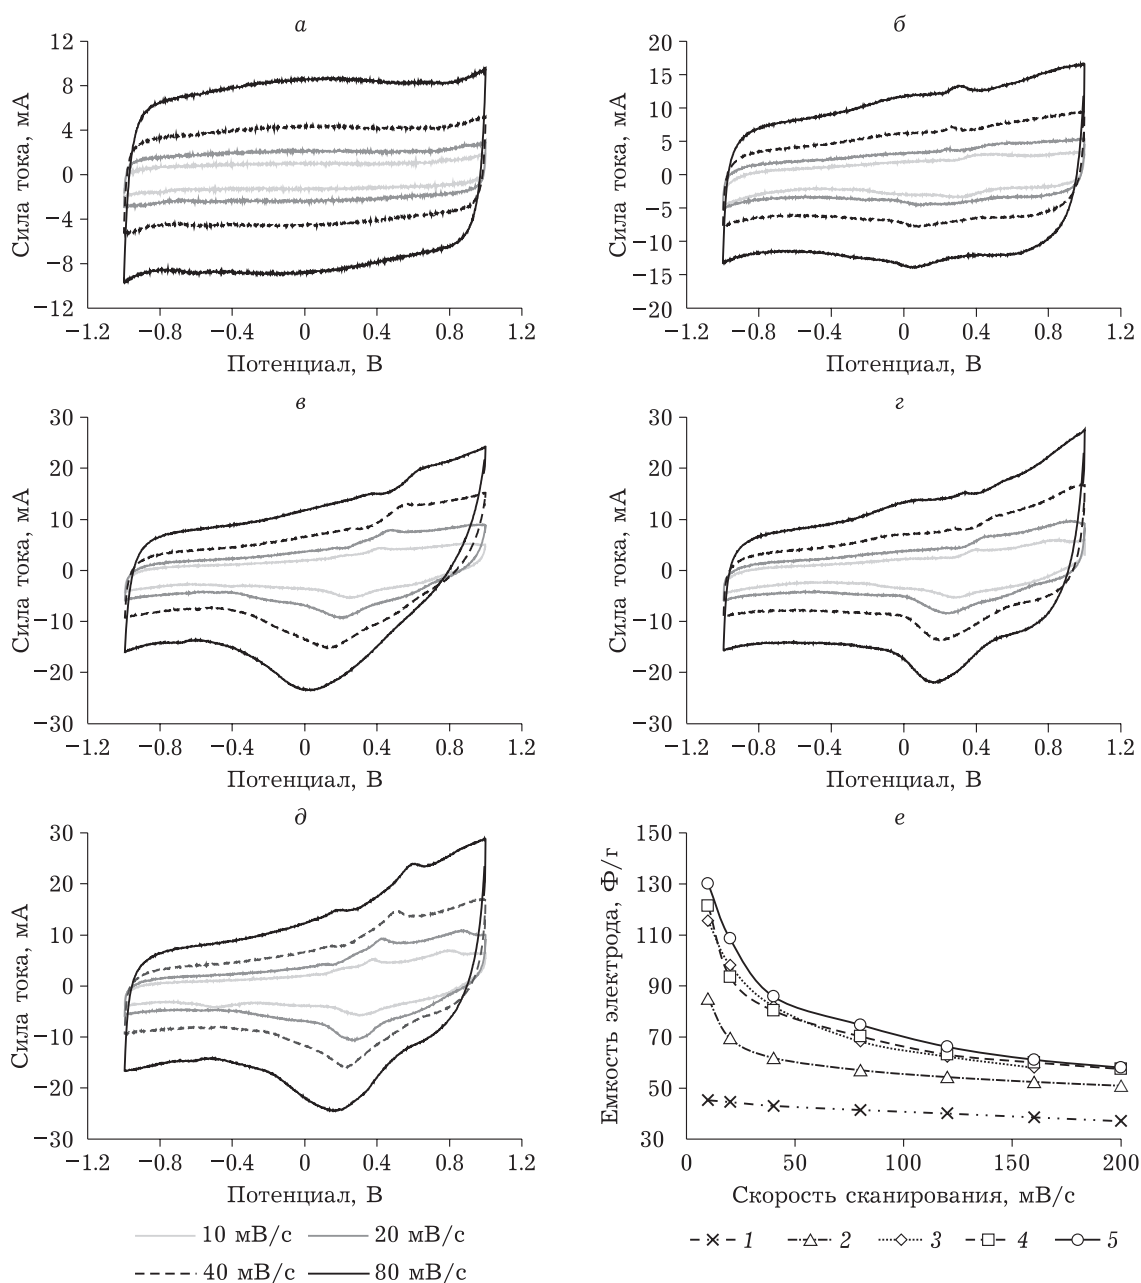 а
12
8
4
0
−4
−8
−12
Сила тока, мА
−1.2 −0.8 −0.4 0 0.4 0.8 1.2
Потенциал, В
б
20
15
10
5
0
−5
−10
−15
−20
Сила тока, мА
−1.2 −0.8 −0.4 0 0.4 0.8 1.2
Потенциал, В
в
30
20
10
0
−10
−20
−30
Сила тока, мА
−1.2 −0.8 −0.4 0 0.4 0.8 1.2
Потенциал, В
г
30
20
10
0
−10
−20
−30
Сила тока, мА
−1.2 −0.8 −0.4 0 0.4 0.8 1.2
Потенциал, В
д
30
20
10
0
−10
−20
−30
Сила тока, мА
−1.2 −0.8 −0.4 0 0.4 0.8 1.2
Потенциал, В
10 мВ/с 20 мВ/с
40 мВ/с 80 мВ/с
е
150
130
110
90
70
50
30
Емкость электрода, Ф/г
0 50 100 150 200
Скорость сканирования, мВ/с
1 2 3 4 5